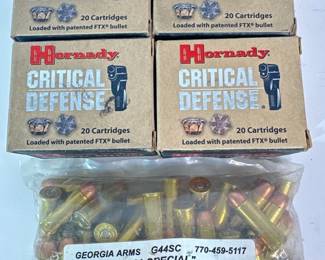 20 Cartridges
Loaded with patented FTX® bullet
20 Cartridges
Loaded with patented FTX® bullet
Hornady
CRITICAL
DEFENSE
20 Cartridges
Loaded with patented FTX® bullet
Hornady
CRITICAL
DEFENSE
20 Cartridges
Loaded with patented FTX® bullet
GEORGIA ARMS G44SC 770-459-5117
SPECIAL"